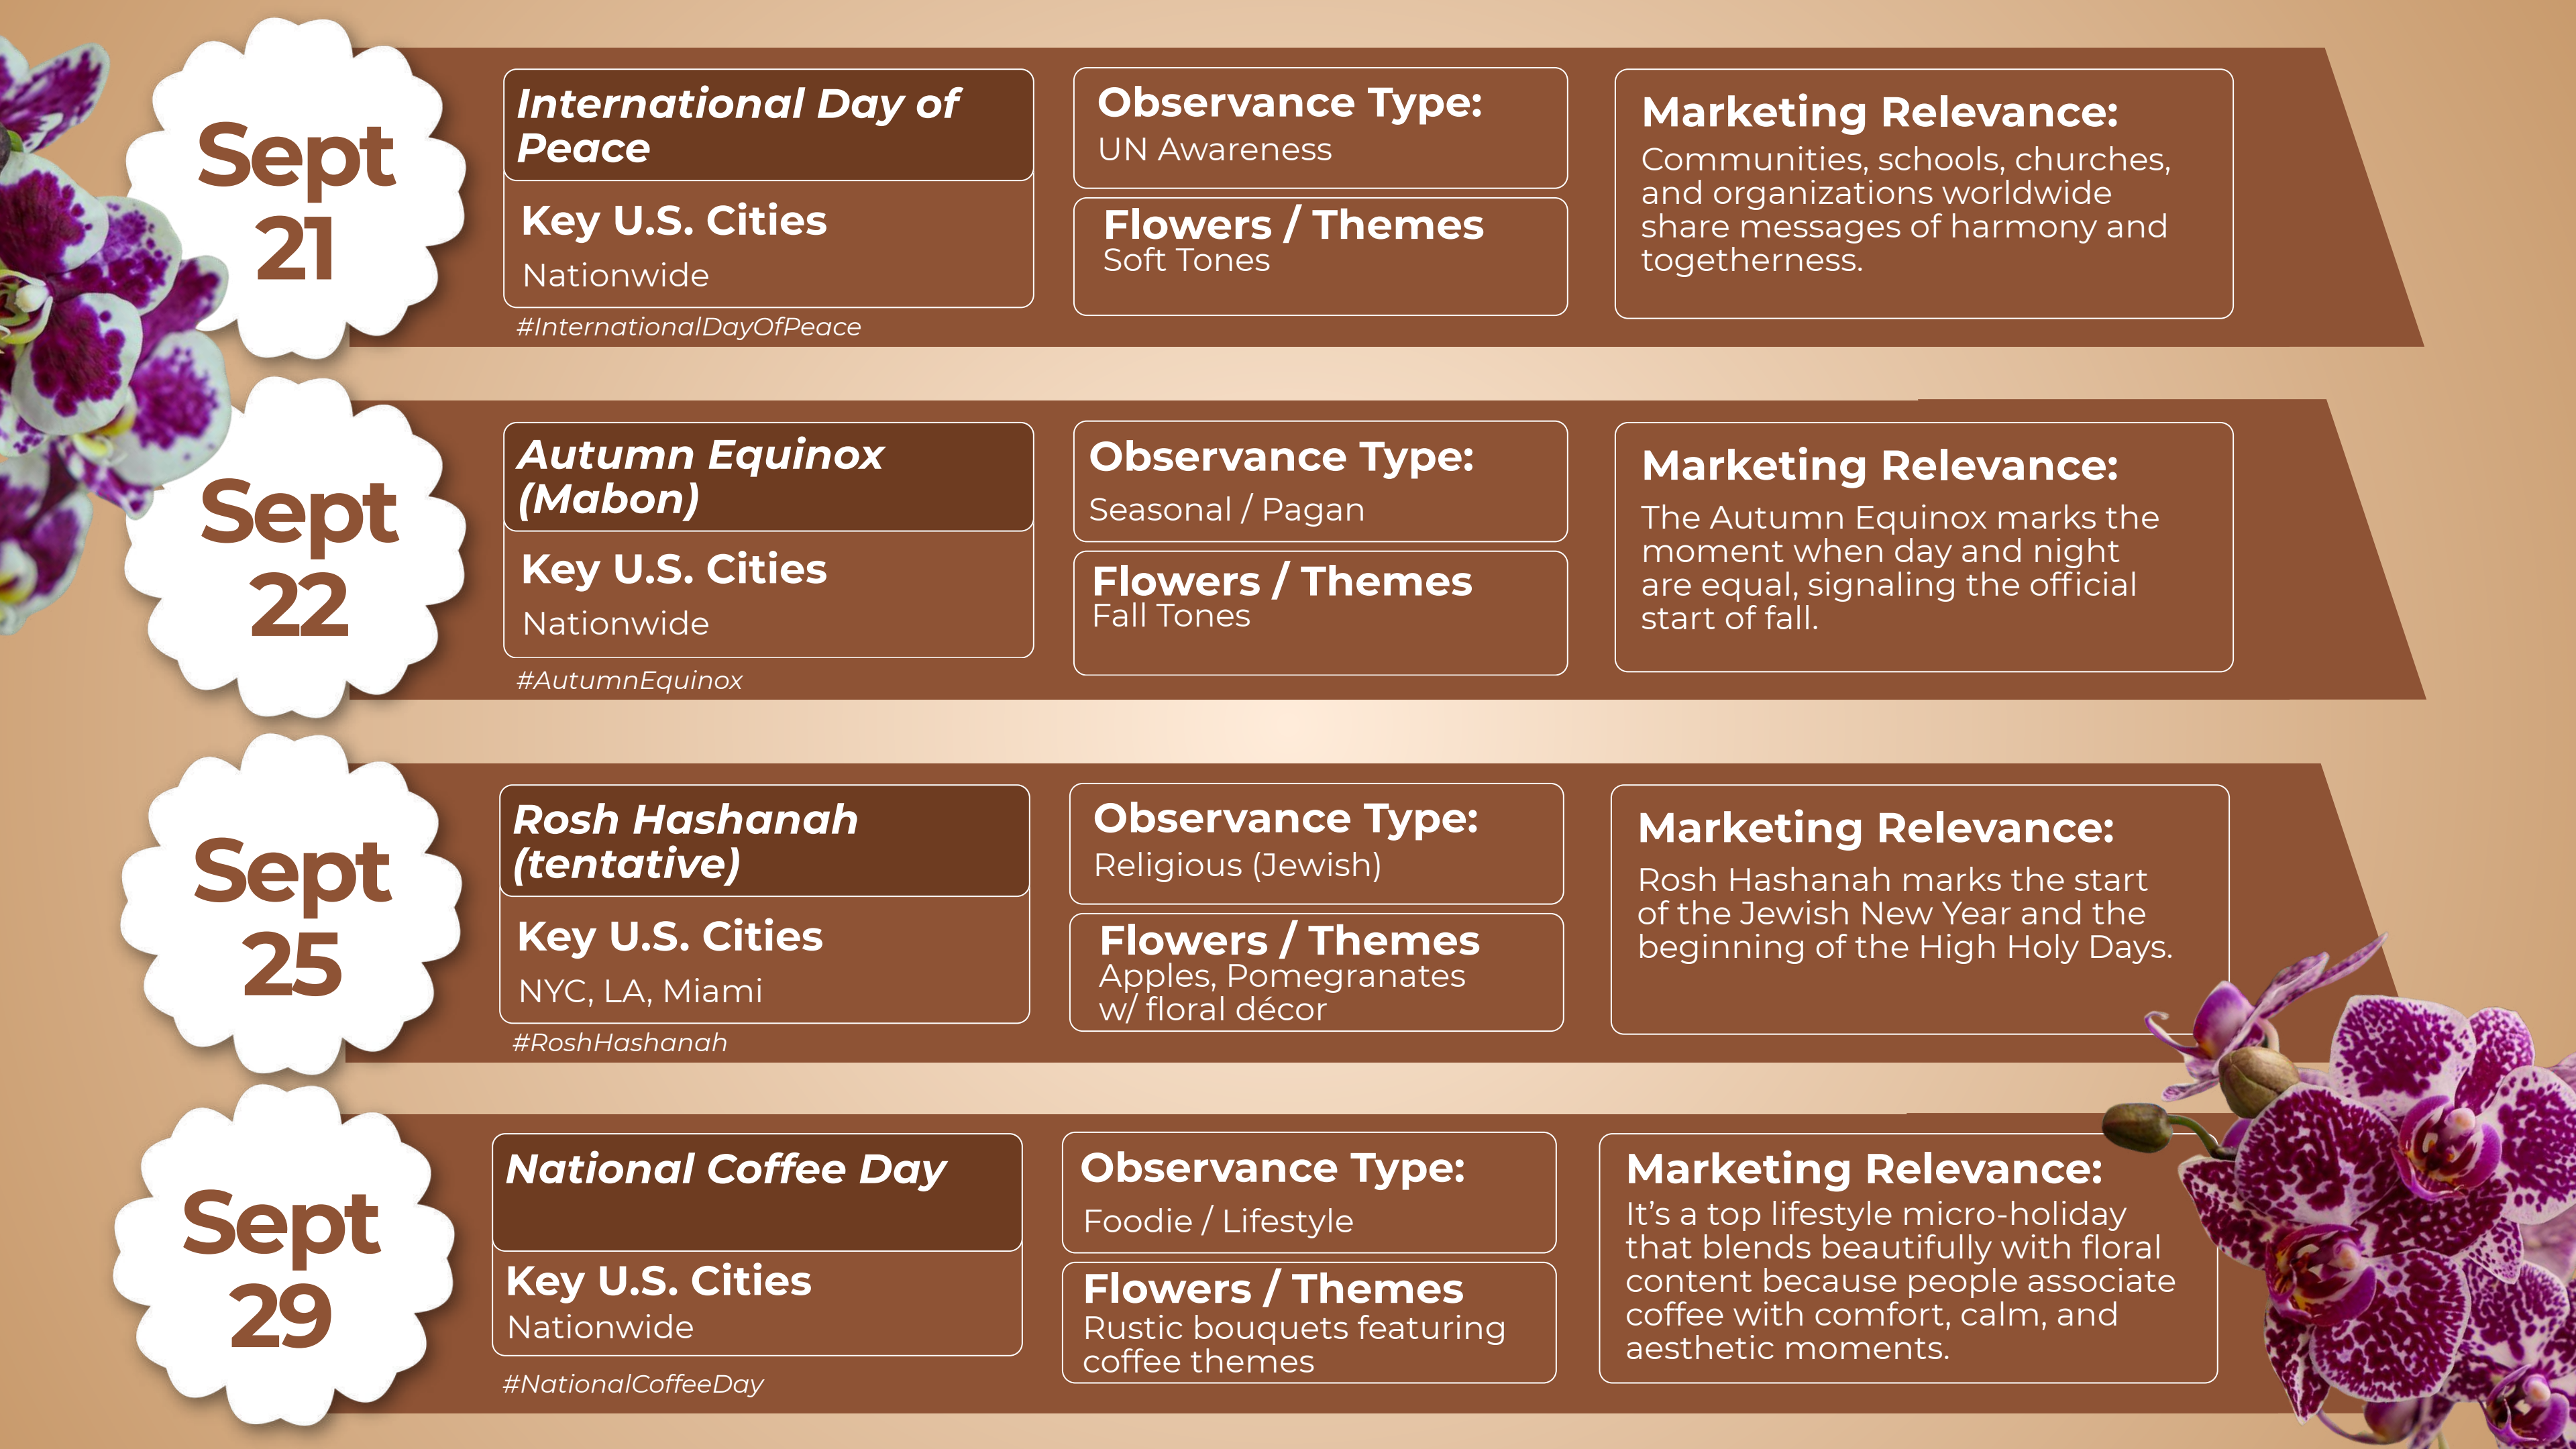 Sept
21
International Day of
Peace
Key U.S. Cities
Nationwide
#InternationalDayOfPeace
Observance Type:
UN Awareness
Flowers / Themes
Soft Tones
Marketing Relevance:
Communities, schools, churches,
and organizations worldwide
share messages of harmony and
togetherness.
Sept
22
Autumn Equinox
(Mabon)
Key U.S. Cities
Nationwide
#AutumnEquinox
Observance Type:
Seasonal / Pagan
Flowers / Themes
Fall Tones
Marketing Relevance:
The Autumn Equinox marks the
moment when day and night
are equal, signaling the official
start of fall.
Sept
25
Rosh Hashanah
(tentative)
Key U.S. Cities
NYC, LA, Miami
#RoshHashanah
Observance Type:
Religious (Jewish)
Flowers / Themes
Apples, Pomegranates
w/ floral décor
Marketing Relevance:
Rosh Hashanah marks the start
of the Jewish New Year and the
beginning of the High Holy Days.
Sept
29
National Coffee Day
Key U.S. Cities
Nationwide
#NationalCoffeeDay
Observance Type:
Foodie / Lifestyle
Flowers / Themes
Rustic bouquets featuring
coffee themes
Marketing Relevance:
It’s a top lifestyle micro-holiday
that blends beautifully with floral
content because people associate
coffee with comfort, calm, and
aesthetic moments.